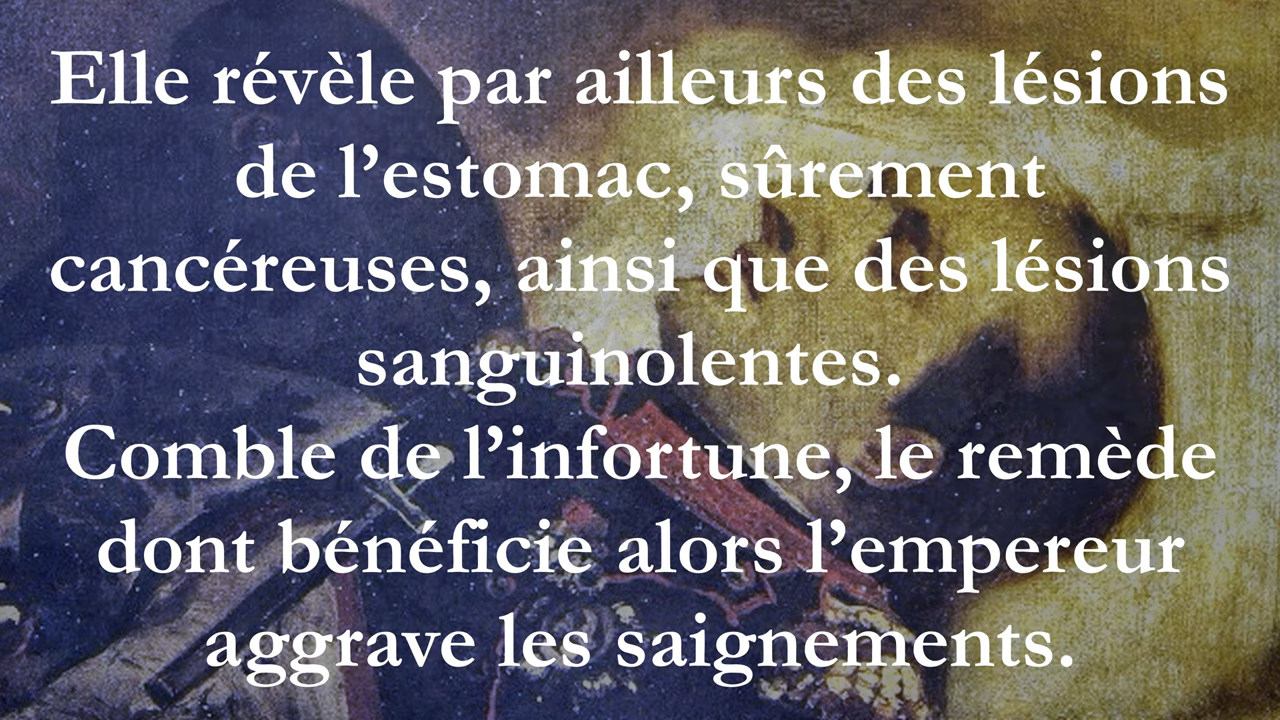 Elle révèle par ailleurs des lésions
de l’estomac, sûrement
cancéreuses, ainsi que des lésions
sanguinolentes.
Comble de l’infortune, le remède
dont bénéficie alors l’empereur
aggrave les saignements.